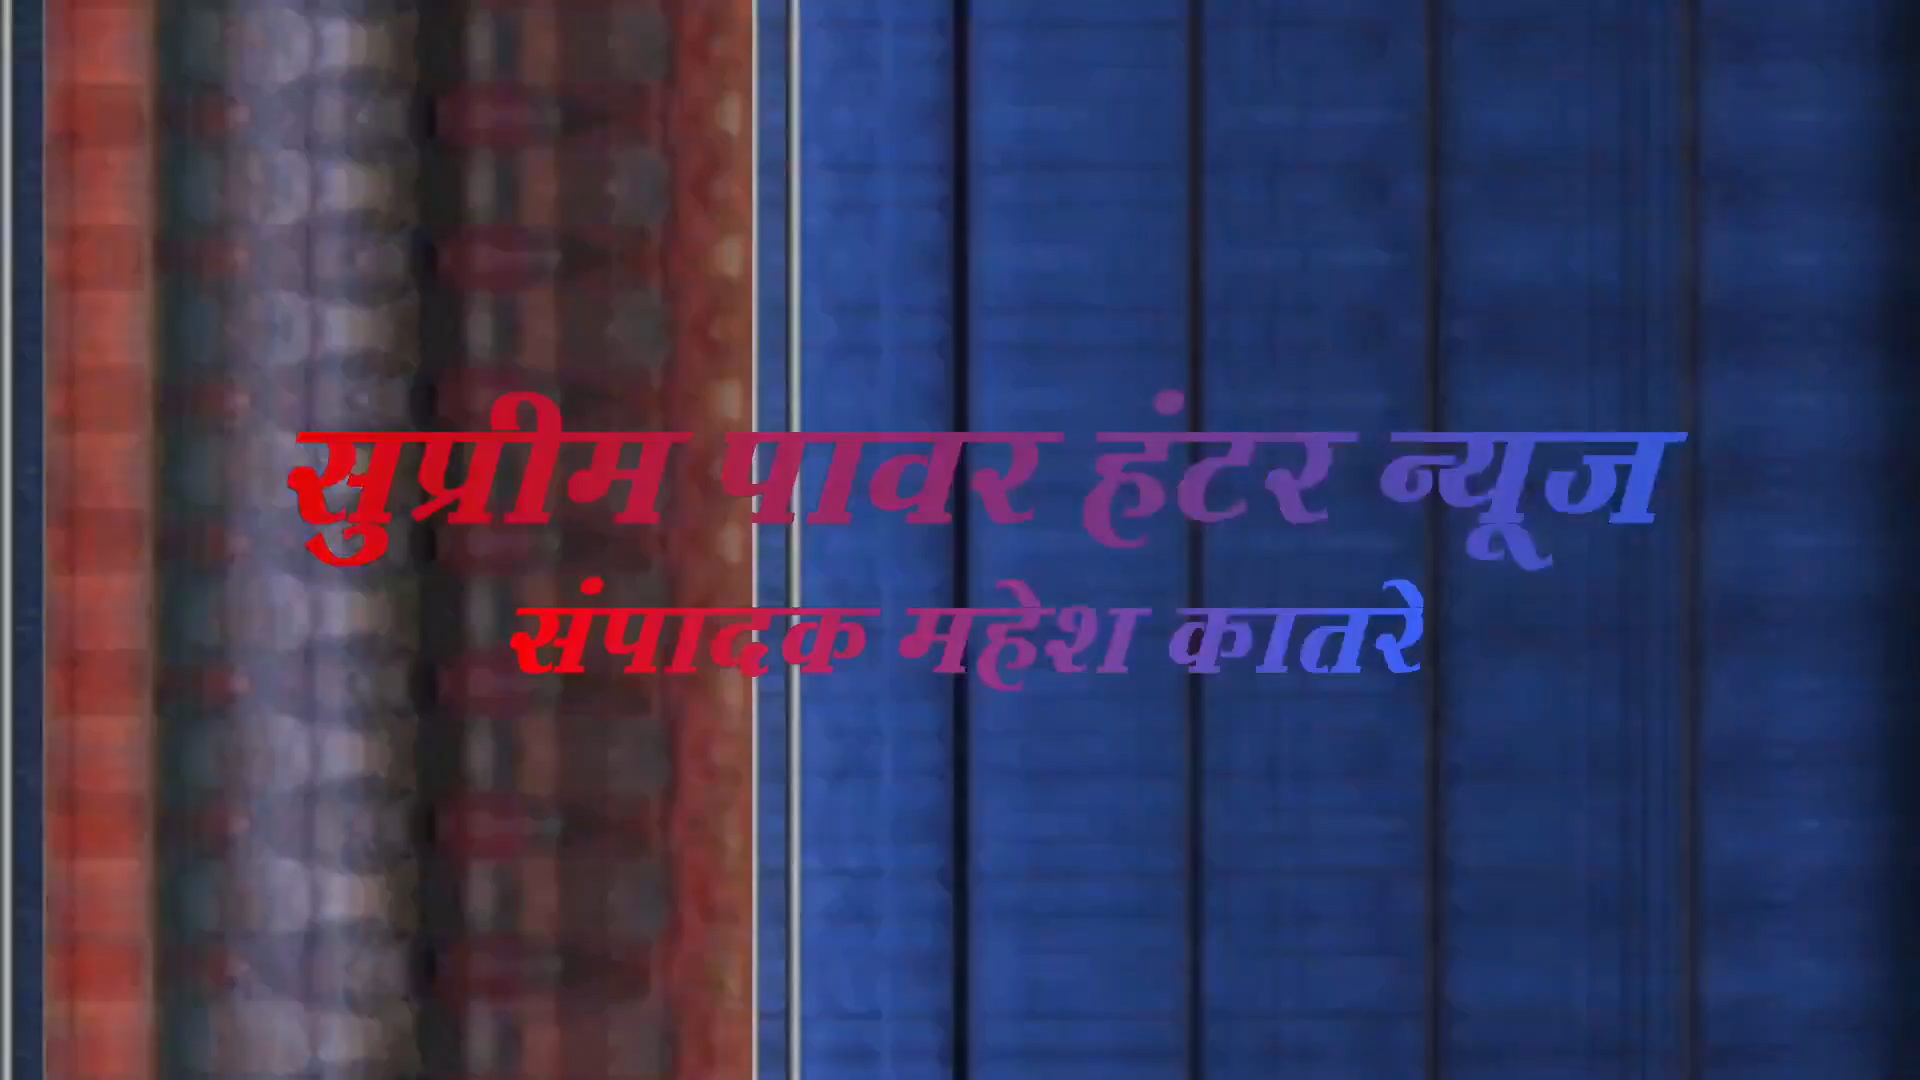 सुप्रीम पावर हंटर न्यूज
संपादक महेश कातरे